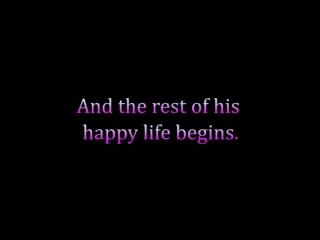 And the rest of his
happy life begins.